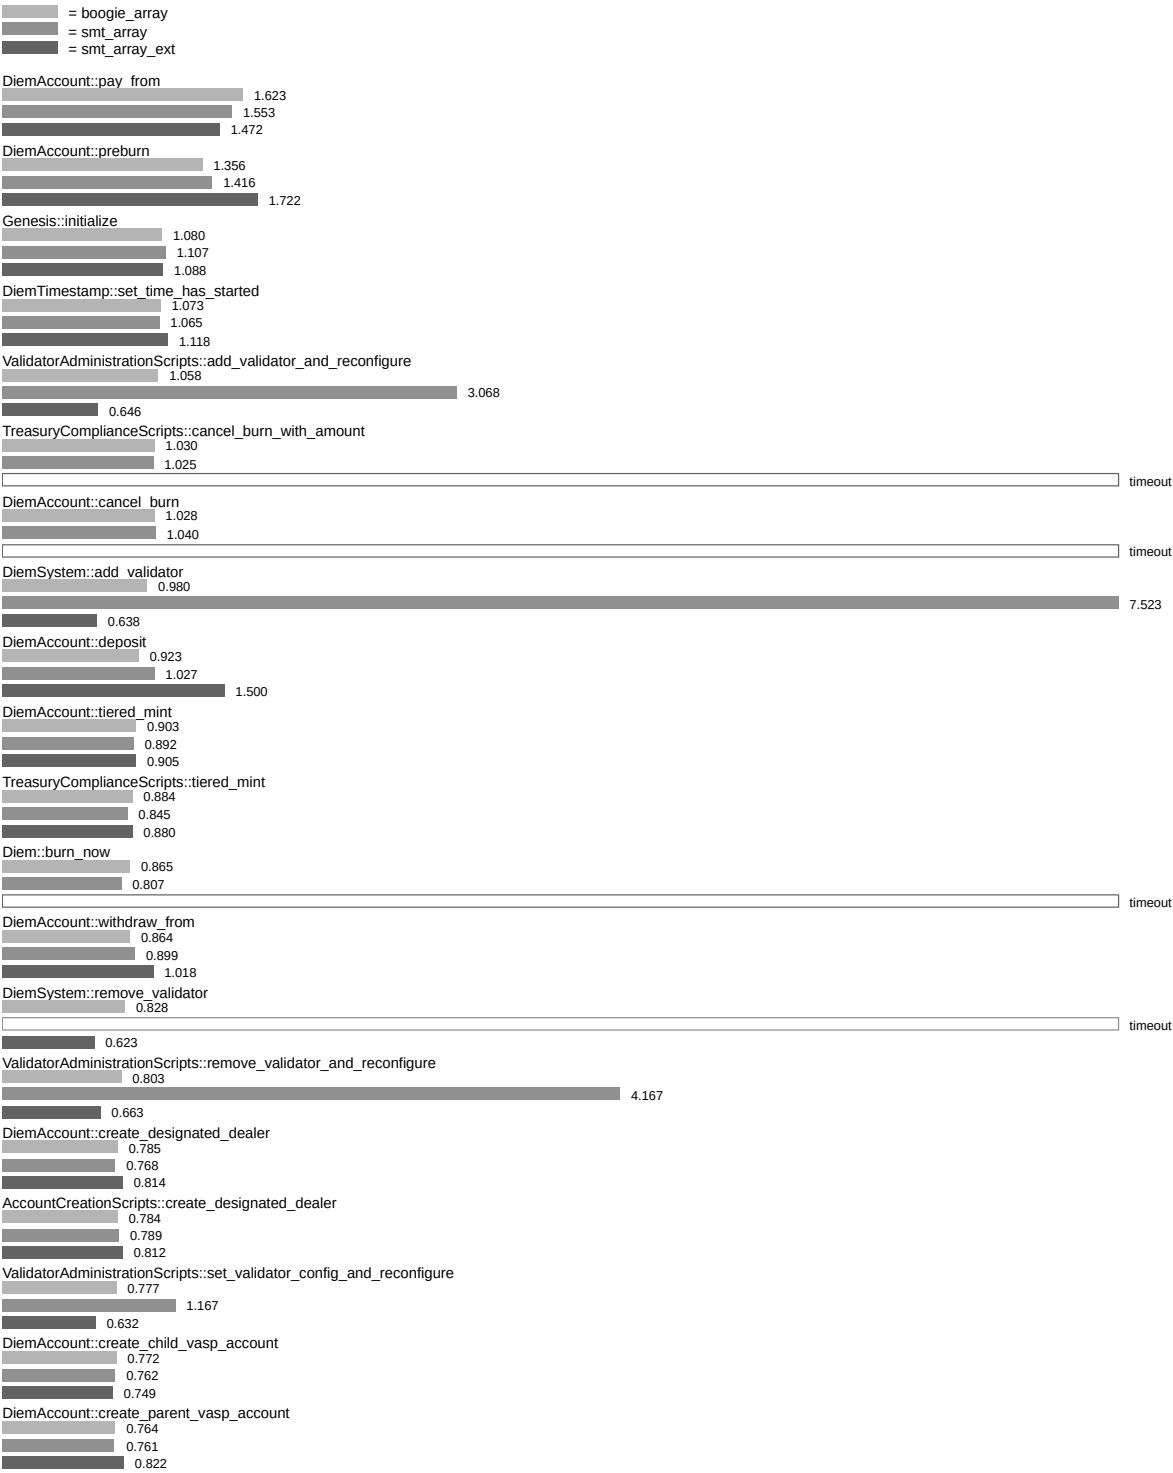 = boogie_array
= smt_array
= smt_array_ext
DiemAccount::pay_from
1.623
1.553
1.472
DiemAccount::preburn
1.356
1.416
1.722
Genesis::initialize
1.080
1.107
1.088
DiemTimestamp::set_time_has_started
1.073
1.065
1.118
ValidatorAdministrationScripts::add_validator_and_reconfigure
1.058
3.068
0.646
TreasuryComplianceScripts::cancel_burn_with_amount
1.030
1.025
timeout
DiemAccount::cancel_burn
1.028
1.040
timeout
DiemSystem::add_validator
0.980
7.523
0.638
DiemAccount::deposit
0.923
1.027
1.500
DiemAccount::tiered_mint
0.903
0.892
0.905
TreasuryComplianceScripts::tiered_mint
0.884
0.845
0.880
Diem::burn_now
0.865
0.807
timeout
DiemAccount::withdraw_from
0.864
0.899
1.018
DiemSystem::remove_validator
0.828
timeout
0.623
ValidatorAdministrationScripts::remove_validator_and_reconfigure
0.803
4.167
0.663
DiemAccount::create_designated_dealer
0.785
0.768
0.814
AccountCreationScripts::create_designated_dealer
0.784
0.789
0.812
ValidatorAdministrationScripts::set_validator_config_and_reconfigure
0.777
1.167
0.632
DiemAccount::create_child_vasp_account
0.772
0.762
0.749
DiemAccount::create_parent_vasp_account
0.764
0.761
0.822